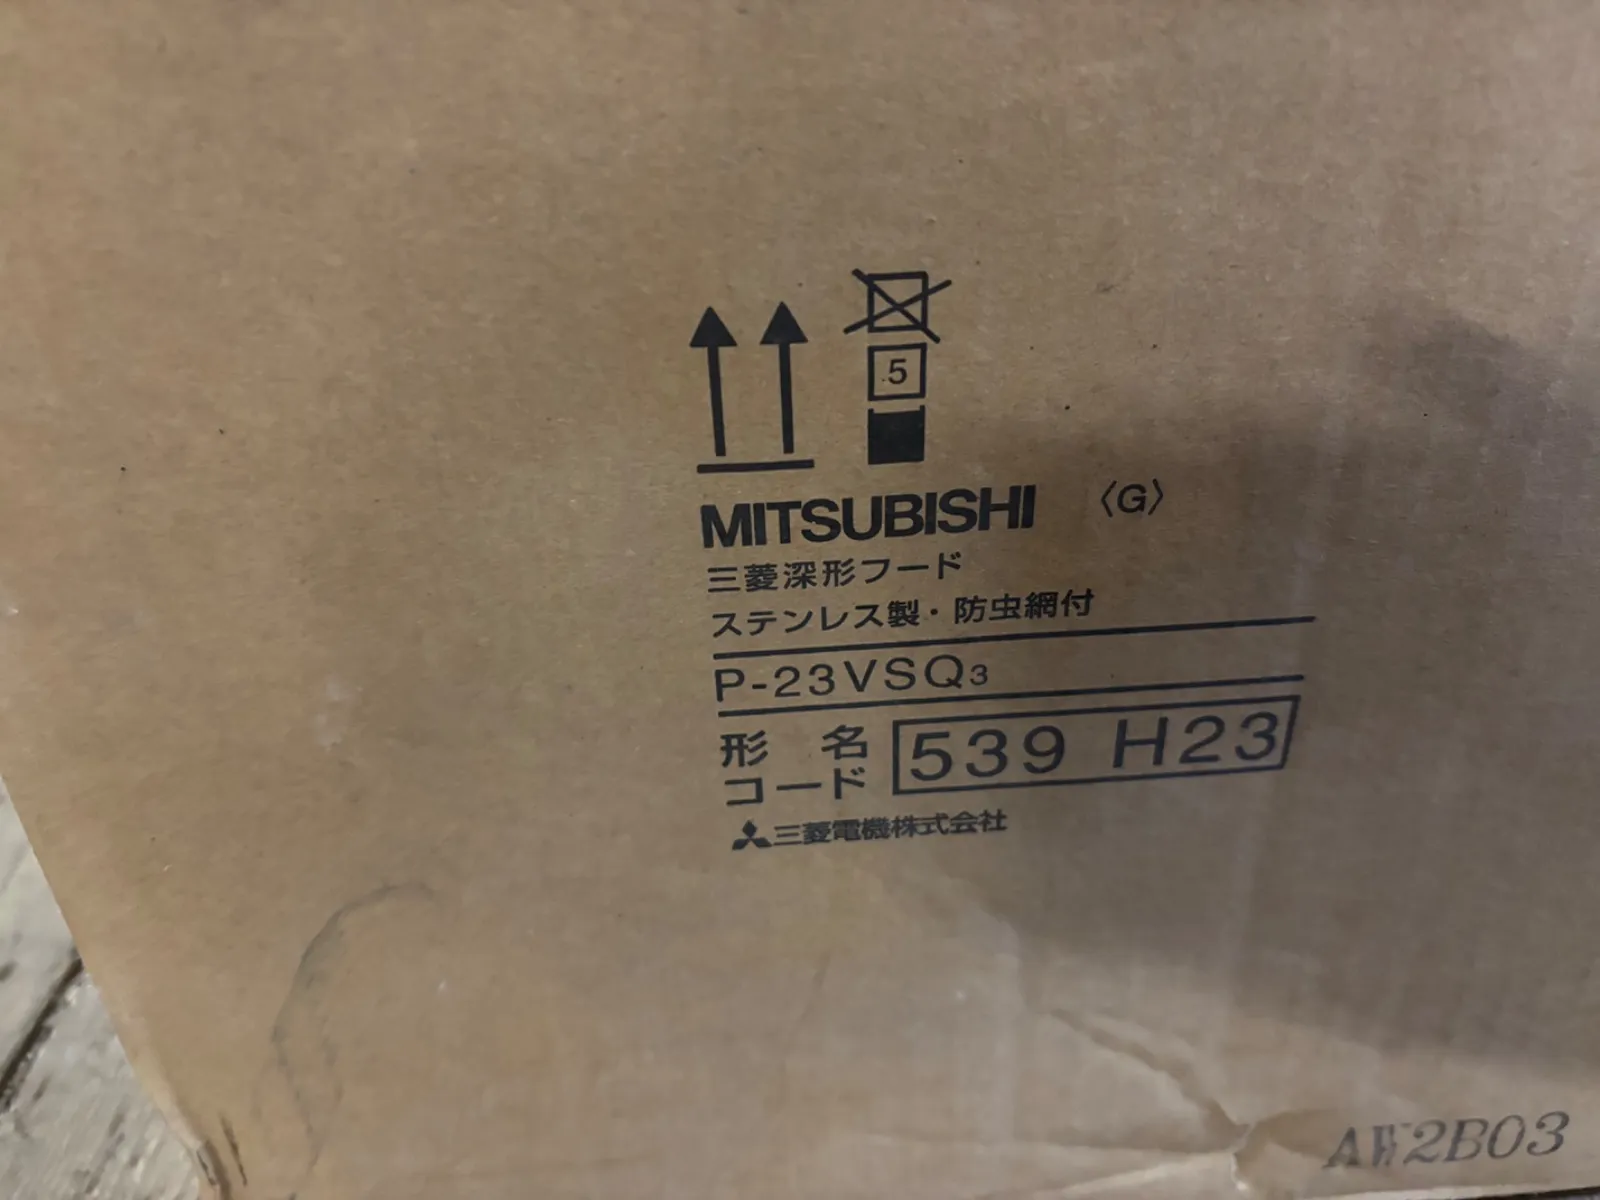 5
MITSUBISHI 〈G〉
三菱深形フード
ステンレス製・防虫網付
P-23VSQ3
形名
コード 539 H23
三菱電機株式会社
AW2B03